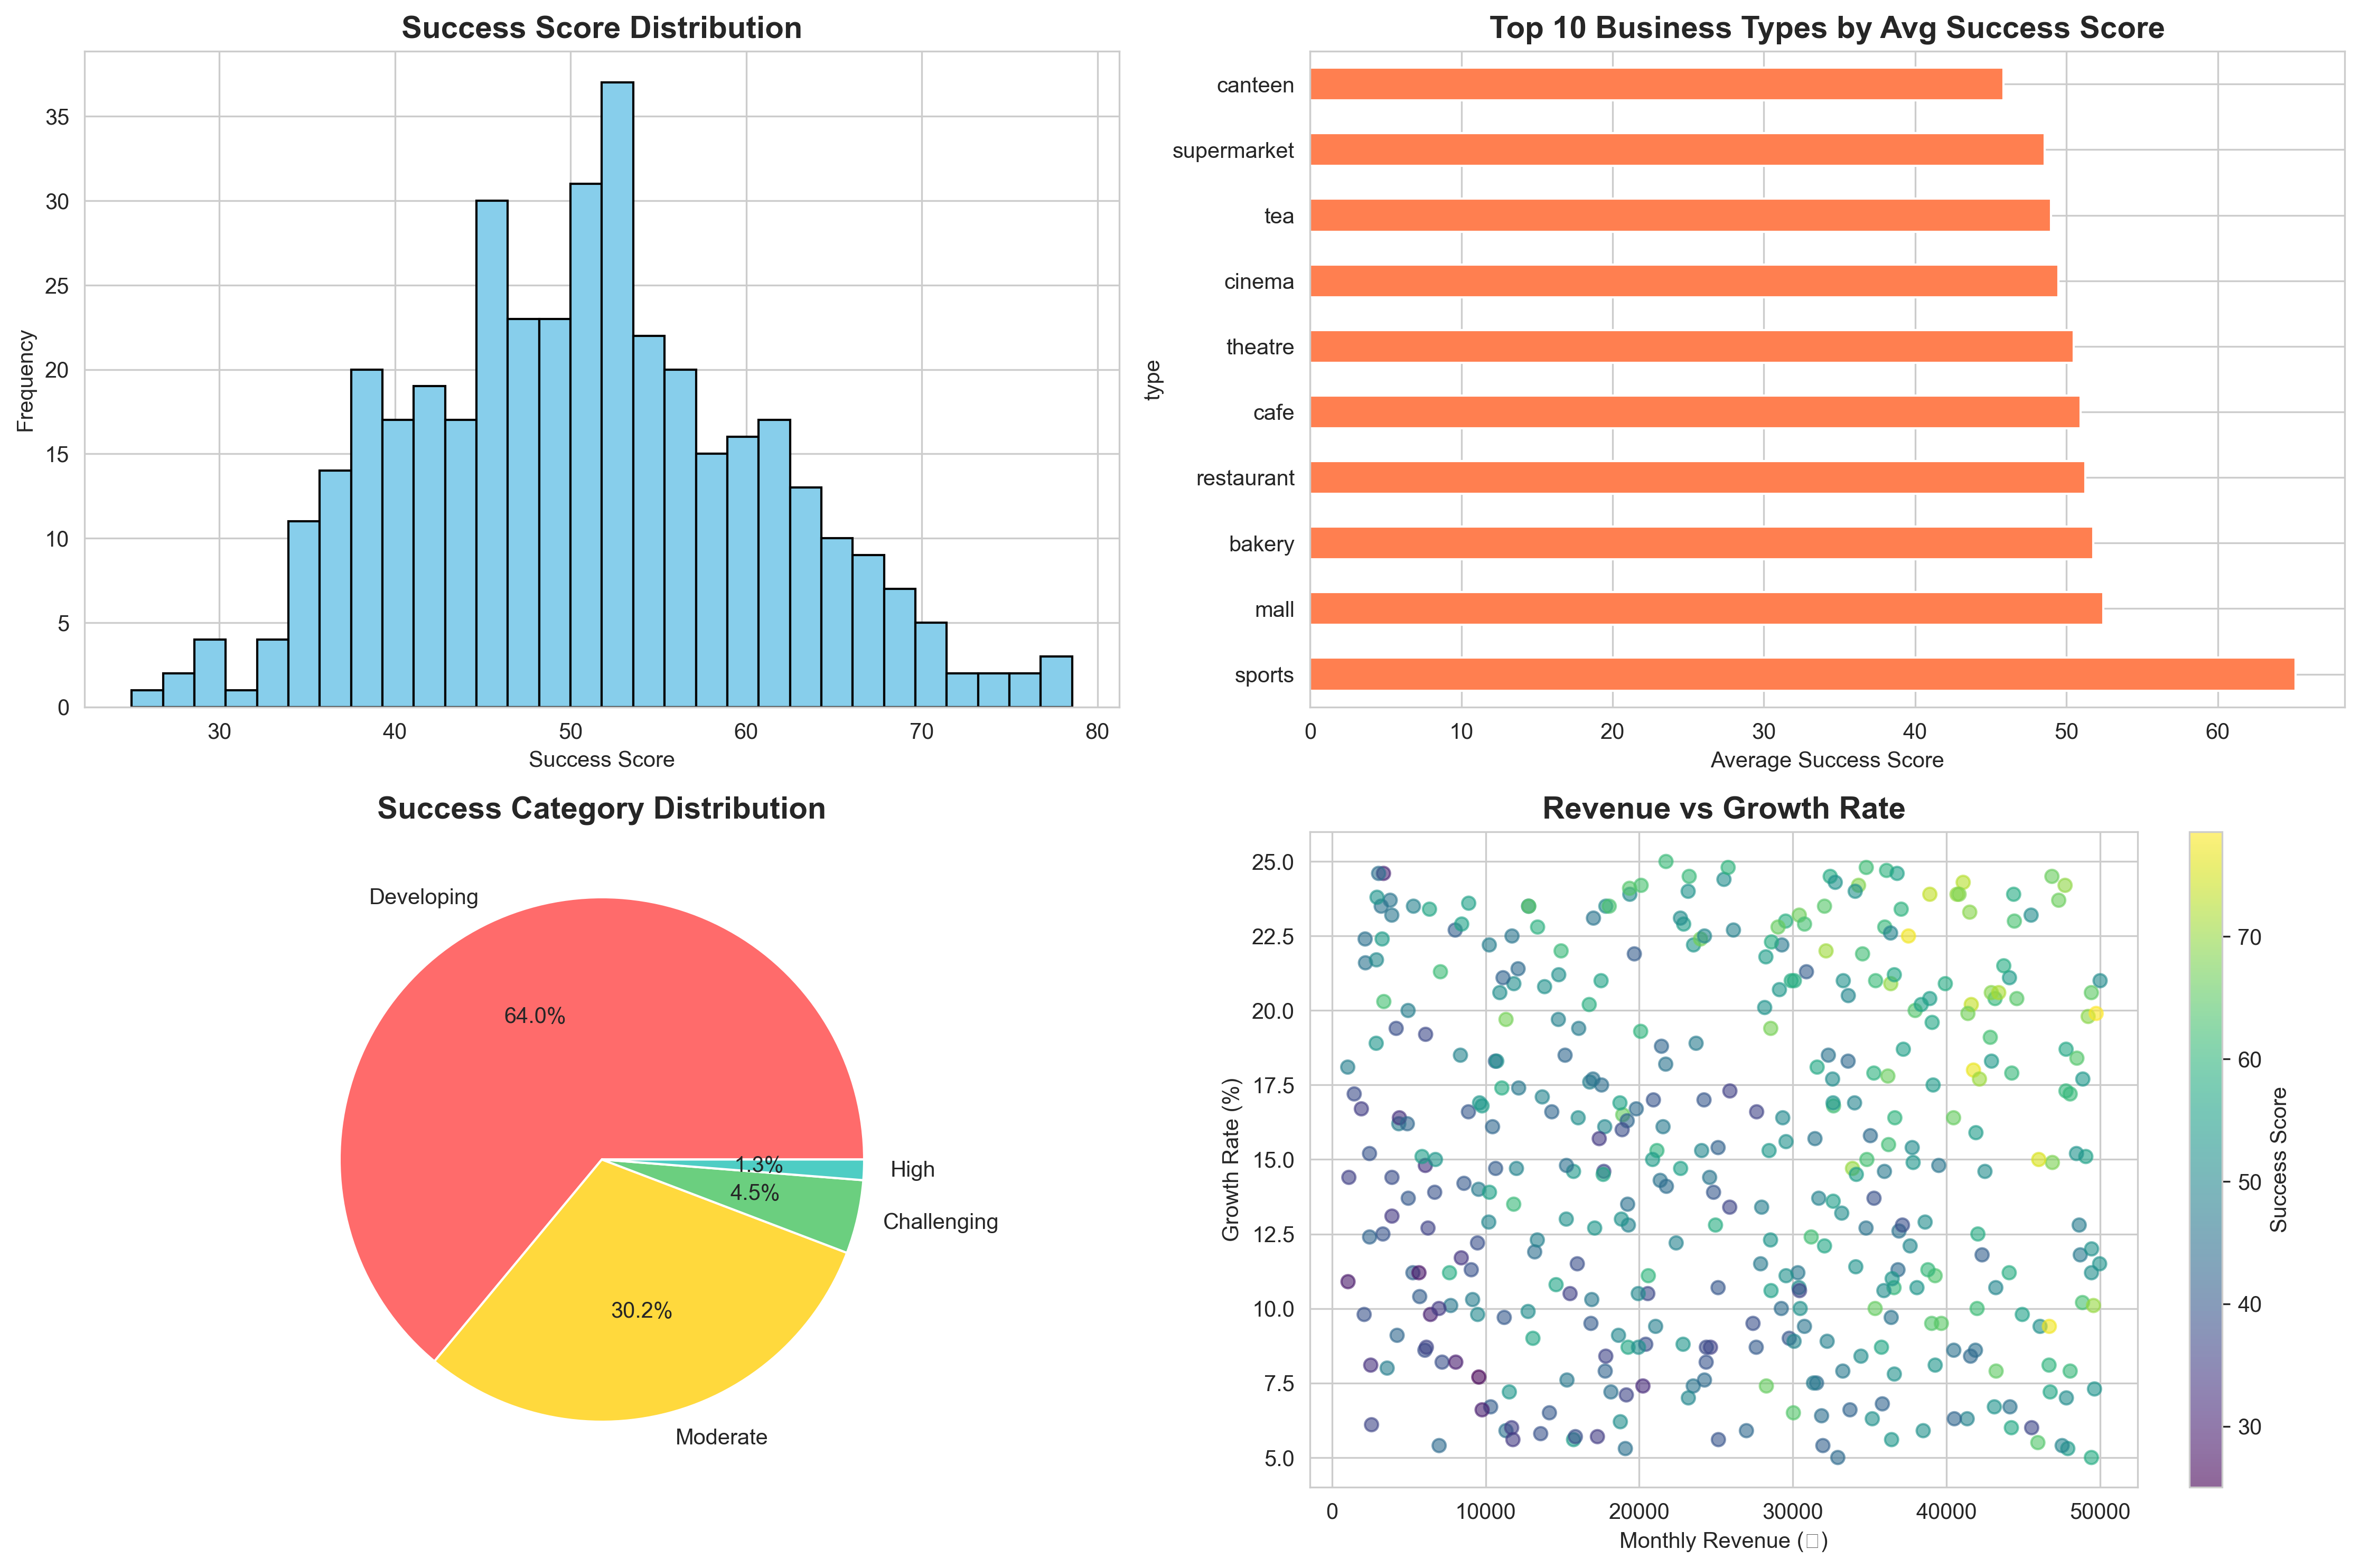 Success Score Distribution
Frequency
35
30
25
20
15
10
5
0
30 40 50 60 70 80
Success Score
Top 10 Business Types by Avg Success Score
type
canteen
supermarket
tea
cinema
theatre
cafe
restaurant
bakery
mall
sports
0 10 20 30 40 50 60
Average Success Score
Success Category Distribution
Developing
64.0%
1.3%
High
4.5%
Challenging
30.2%
Moderate
Revenue vs Growth Rate
Growth Rate (%)
25.0
22.5
20.0
17.5
15.0
12.5
10.0
7.5
5.0
0 10000 20000 30000 40000 50000
Monthly Revenue (▯)
70
60
50
40
30
Success Score